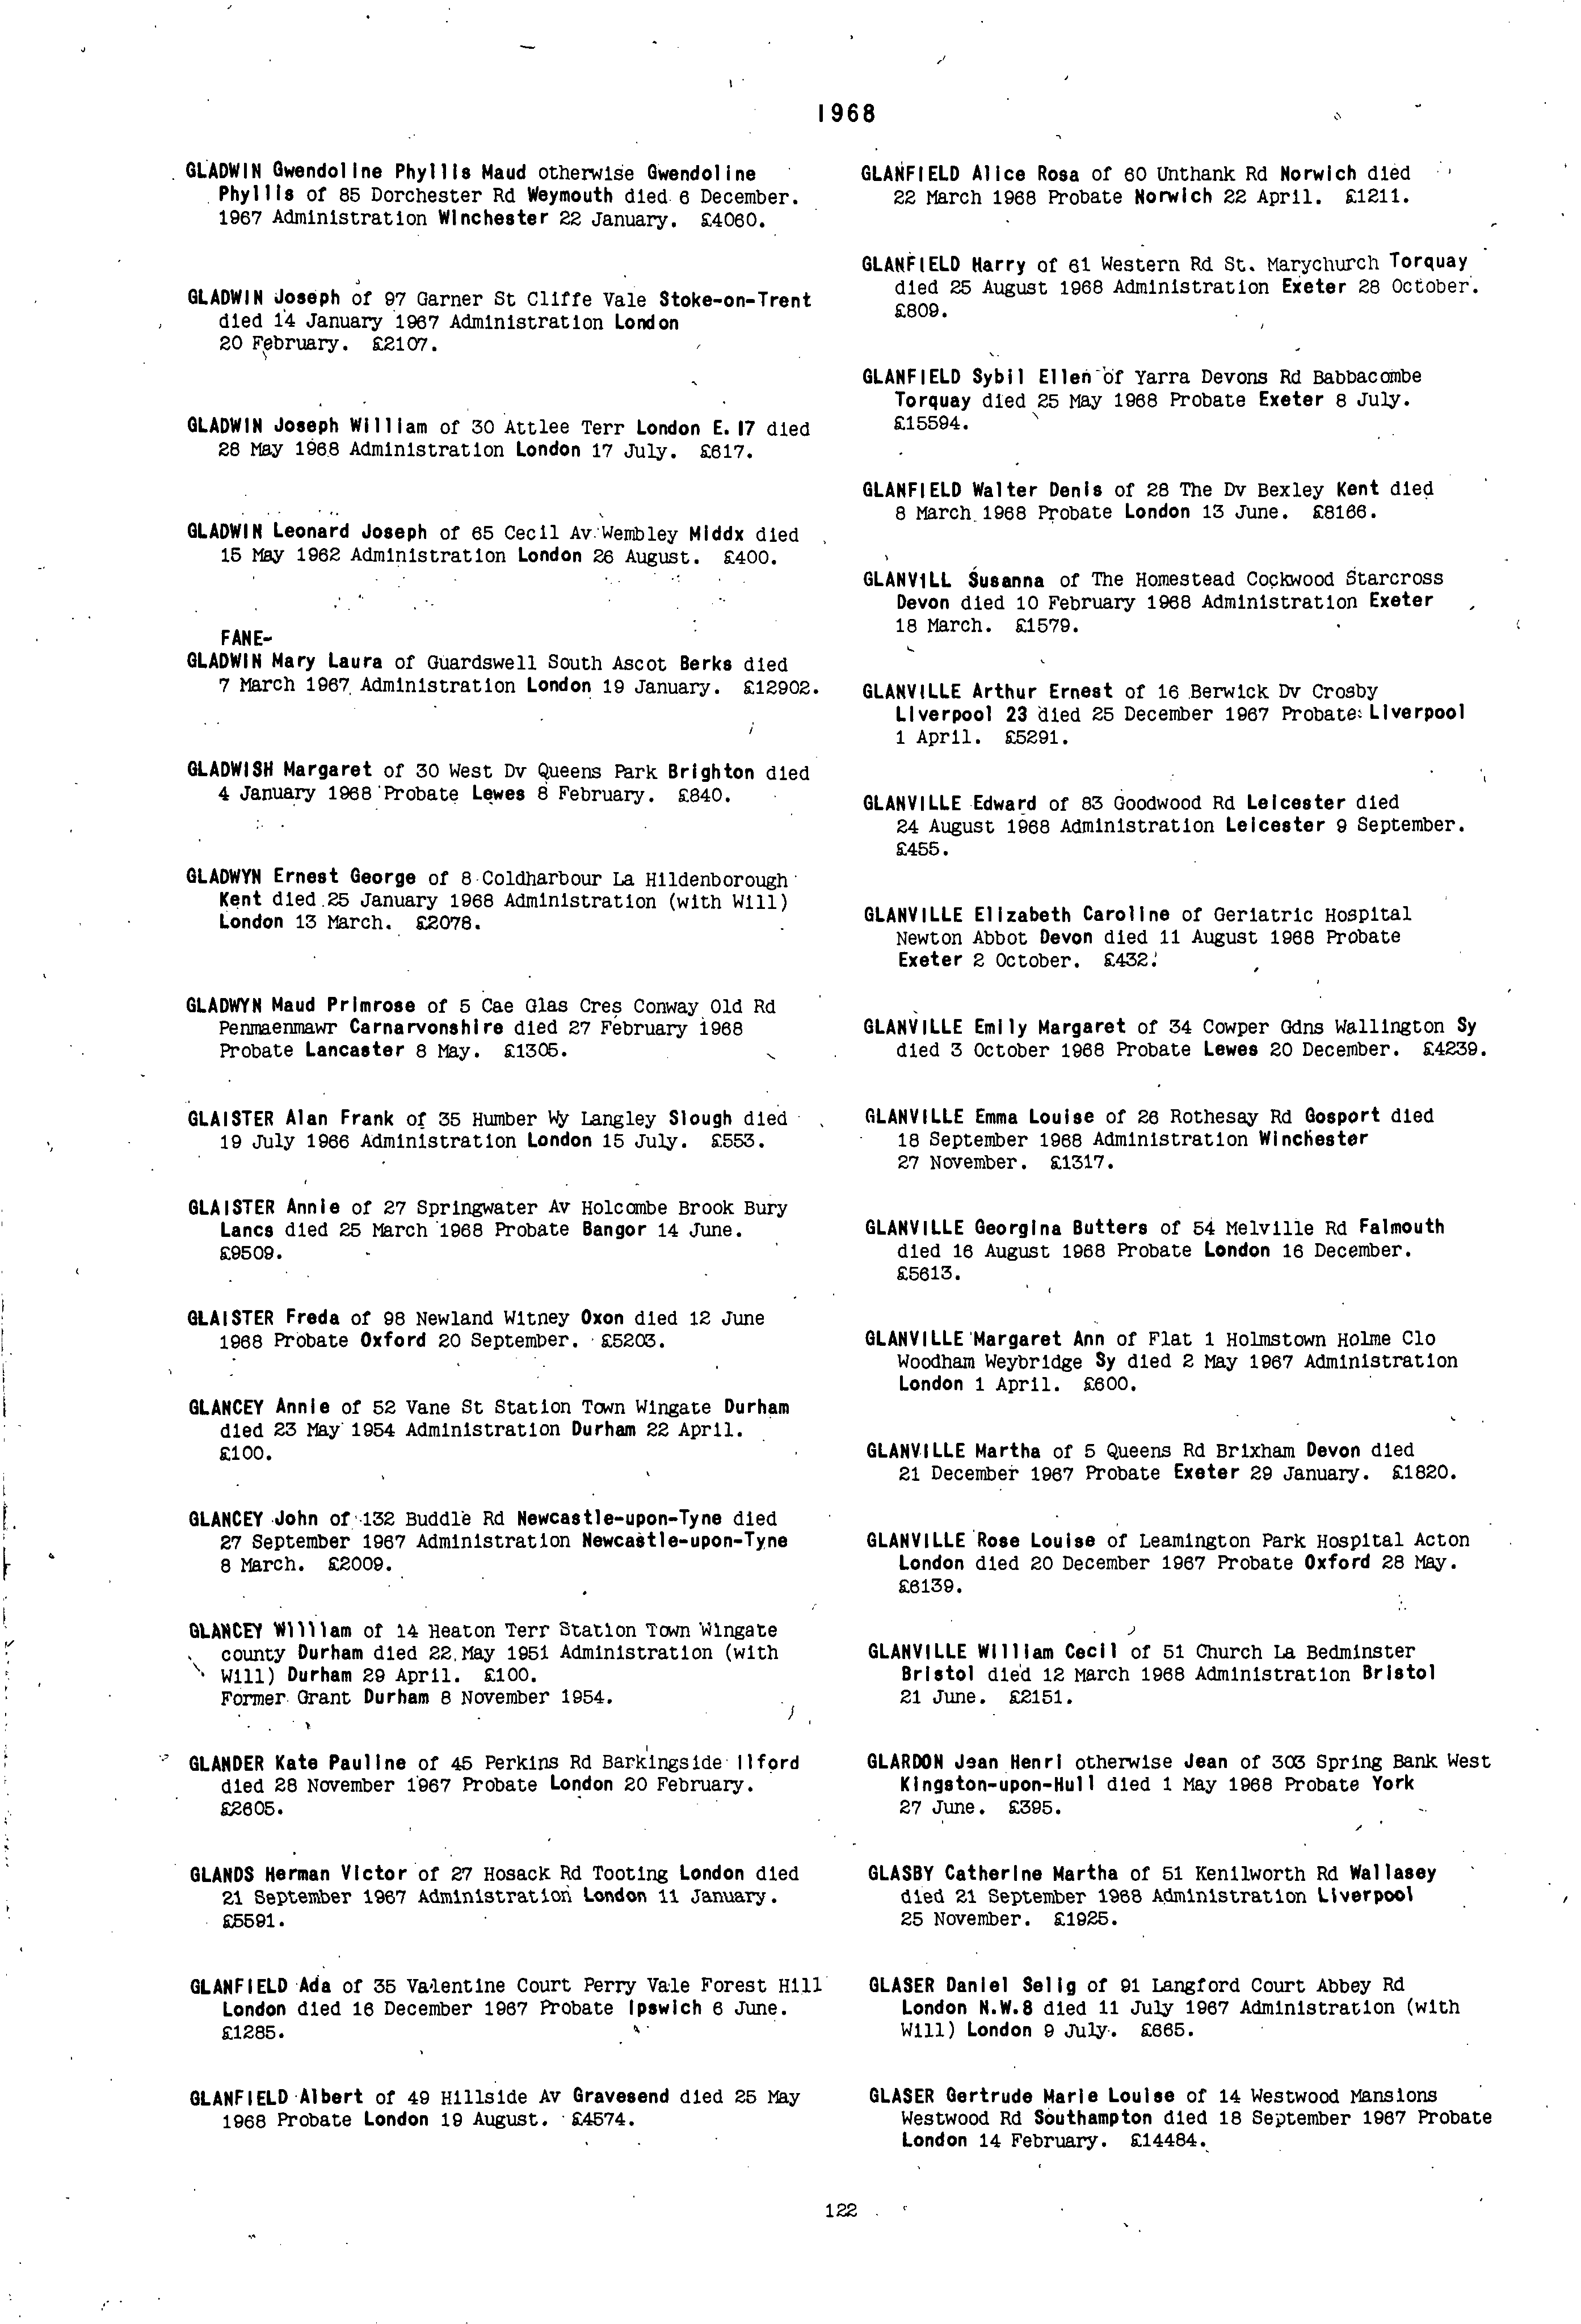 1968
GLADWIN Gwendoline Phyllis Maud otherwise Gwendoline
Phyllis of 85 Dorchester Rd Weymouth died 6 December.
1967 Administration Winchester 22 January. £4060.
GLADWIN Joseph of 97 Garner St Cliffe Vale Stoke-on-Trent
died 14 January 1967 Administration London
20 February. £2107.
GLADWIN Joseph William of 30 Attlee Terr London E.17 died
28 May 1968 Administration London 17 July. £617.
GLADWIN Leonard Joseph of 65 Cecil Av Wembley Middx died
15 May 1962 Administration London 26 August. £400.
FANE-
GLADWIN Mary Laura of Guardswell South Ascot Berks died
7 March 1967 Administration London 19 January. £12902.
GLADWISH Margaret of 30 West Dv Queens Park Brighton died
4 January 1968 Probate Lewes 8 February. £840.
GLADWYN Ernest George of 8 Coldharbour La Hildenborough
Kent died 25 January 1968 Administration (with Will)
London 13 March. £2078.
GLADWYN Maud Primrose of 5 Cae Glas Cres Conway Old Rd
Penmaenmawr Carnarvonshire died 27 February 1968
Probate Lancaster 8 May. £1305.
GLAISTER Alan Frank of 35 Humber Wy Langley Slough died
19 July 1966 Administration London 15 July. £553.
GLAISTER Annie of 27 Springwater Av Holcombe Brook Bury
Lancs died 25 March 1968 Probate Bangor 14 June.
£9509.
GLAISTER Freda of 98 Newland Witney Oxon died 12 June
1968 Probate Oxford 20 September. £5203.
GLANCEY Annie of 52 Vane St Station Town Wingate Durham
died 23 May 1954 Administration Durham 22 April.
£100.
GLANCEY John of 132 Buddle Rd Newcastle-upon-Tyne died
27 September 1967 Administration Newcastle-upon-Tyne
8 March. £2009.
GLANCEY William of 14 Heaton Terr Station Town Wingate
county Durham died 22 May 1951 Administration (with
Will) Durham 29 April. £100.
Former Grant Durham 8 November 1954.
GLANDER Kate Pauline of 45 Perkins Rd Barkingside Ilford
died 28 November 1967 Probate London 20 February.
£2605.
GLANDS Herman Victor of 27 Hosack Rd Tooting London died
21 September 1967 Administration London 11 January.
£5591.
GLANFIELD Ada of 35 Valentine Court Perry Vale Forest Hill
London died 16 December 1967 Probate Ipswich 6 June.
£1285.
GLANFIELD Albert of 49 Hillside Av Gravesend died 25 May
1968 Probate London 19 August. £4574.
GLANFIELD Alice Rosa of 60 Unthank Rd Norwich died
22 March 1968 Probate Norwich 22 April. £1211.
GLANFIELD Harry of 61 Western Rd St. Marychurch Torquay
died 25 August 1968 Administration Exeter 28 October.
£809.
GLANFIELD Sybil Ellen of Yarra Devons Rd Babbacombe
Torquay died 25 May 1968 Probate Exeter 8 July.
£15594.
GLANFIELD Walter Denis of 28 The Dv Bexley Kent died
8 March 1968 Probate London 13 June. £8166.
GLANVILL Susanna of The Homestead Cockwood Starcross
Devon died 10 February 1968 Administration Exeter
18 March. £1579.
GLANVILLE Arthur Ernest of 16 Berwick Dv Crosby
Liverpool 23 died 25 December 1967 Probate Liverpool
1 April. £5291.
GLANVILLE Edward of 83 Goodwood Rd Leicester died
24 August 1968 Administration Leicester 9 September.
£455.
GLANVILLE Elizabeth Caroline of Geriatric Hospital
Newton Abbot Devon died 11 August 1968 Probate
Exeter 2 October. £432.
GLANVILLE Emily Margaret of 34 Cowper Gdns Wallington Sy
died 3 October 1968 Probate Lewes 20 December. £4239.
GLANVILLE Emma Louise of 26 Rothesay Rd Gosport died
18 September 1968 Administration Winchester
27 November. £1317.
GLANVILLE Georgina Butters of 54 Melville Rd Falmouth
died 16 August 1968 Probate London 16 December.
£5613.
GLANVILLE Margaret Ann of Flat 1 Holmstown Holme Clo
Woodham Weybridge Sy died 2 May 1967 Administration
London 1 April. £600.
GLANVILLE Martha of 5 Queens Rd Brixham Devon died
21 December 1967 Probate Exeter 29 January. £1820.
GLANVILLE Rose Louise of Leamington Park Hospital Acton
London died 20 December 1967 Probate Oxford 28 May.
£6139.
GLANVILLE William Cecil of 51 Church La Bedminster
Bristol died 12 March 1968 Administration Bristol
21 June. £2151.
GLARDON Jean Henri otherwise Jean of 303 Spring Bank West
Kingston-upon-Hull died 1 May 1968 Probate York
27 June. £395.
GLASBY Catherine Martha of 51 Kenilworth Rd Wallasey
died 21 September 1968 Administration Liverpool
25 November. £1925.
GLASER Daniel Selig of 91 Langford Court Abbey Rd
London N.W.8 died 11 July 1967 Administration (with
Will) London 9 July. £665.
GLASER Gertrude Marie Louise of 14 Westwood Mansions
Westwood Rd Southampton died 18 September 1967 Probate
London 14 February. £14484.
122